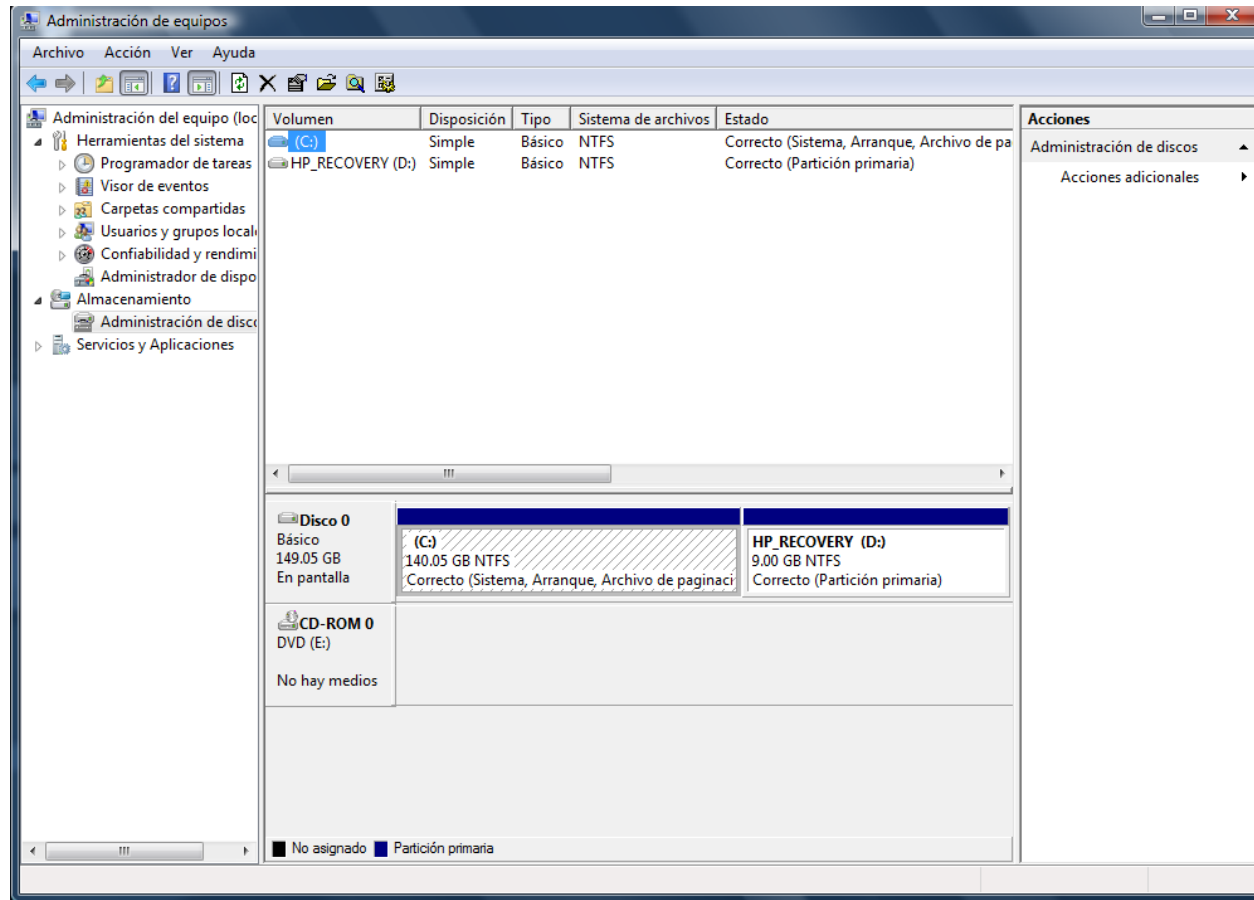 Administración de equipos
Archivo Acción Ver Ayuda
Administración del equipo (loc
Herramientas del sistema
Programador de tareas
Visor de eventos
Carpetas compartidas
Usuarios y grupos local
Confiabilidad y rendimi
Administrador de dispo
Almacenamiento
Administración de disco
Servicios y Aplicaciones
Volumen Disposición Tipo Sistema de archivos Estado
(C:) Simple Básico NTFS Correcto (Sistema, Arranque, Archivo de pa
HP_RECOVERY (D:) Simple Básico NTFS Correcto (Partición primaria)
Disco 0
Básico
149.05 GB
En pantalla
(C:)
140.05 GB NTFS
Correcto (Sistema, Arranque, Archivo de paginaci
HP_RECOVERY (D:)
9.00 GB NTFS
Correcto (Partición primaria)
CD-ROM 0
DVD (E:)
No hay medios
No asignado Partición primaria
Acciones
Administración de discos
Acciones adicionales